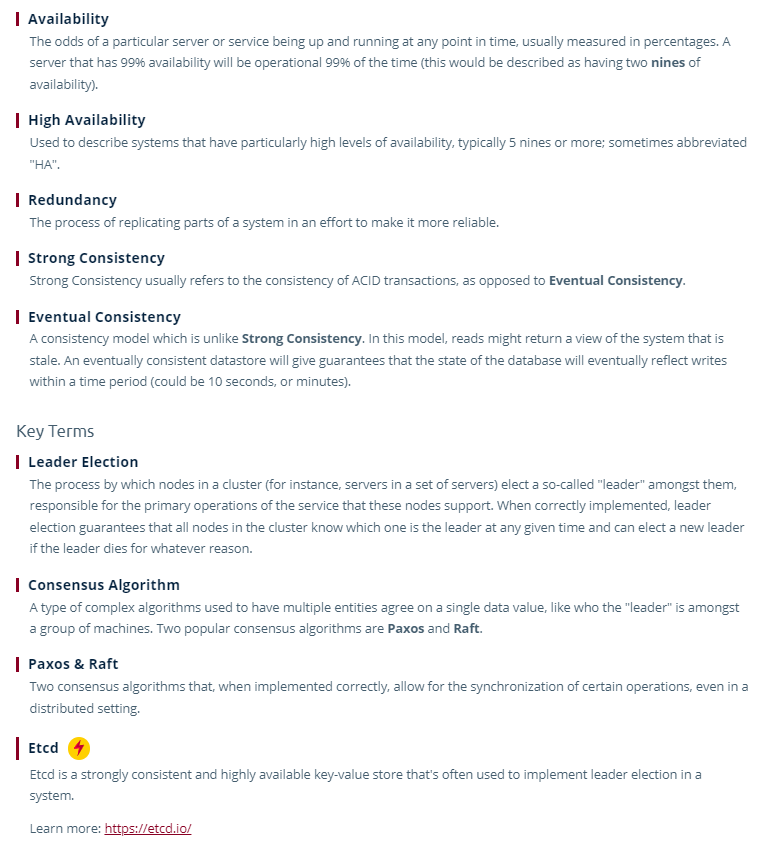 Availability
The odds of a particular server or service being up and running at any point in time, usually measured in percentages. A
server that has 99% availability will be operational 99% of the time (this would be described as having two nines of
availability).
High Availability
Used to describe systems that have particularly high levels of availability, typically 5 nines or more; sometimes abbreviated
"HA".
Redundancy
The process of replicating parts of a system in an effort to make it more reliable.
Strong Consistency
Strong Consistency usually refers to the consistency of ACID transactions, as opposed to Eventual Consistency.
Eventual Consistency
A consistency model which is unlike Strong Consistency. In this model, reads might return a view of the system that is
stale. An eventually consistent datastore will give guarantees that the state of the database will eventually reflect writes
within a time period (could be 10 seconds, or minutes).
Key Terms
Leader Election
The process by which nodes in a cluster (for instance, servers in a set of servers) elect a so-called "leader" amongst them,
responsible for the primary operations of the service that these nodes support. When correctly implemented, leader
election guarantees that all nodes in the cluster know which one is the leader at any given time and can elect a new leader
if the leader dies for whatever reason.
Consensus Algorithm
A type of complex algorithms used to have multiple entities agree on a single data value, like who the "leader" is amongst
a group of machines. Two popular consensus algorithms are Paxos and Raft.
Paxos & Raft
Two consensus algorithms that, when implemented correctly, allow for the synchronization of certain operations, even in a
distributed setting.
Etcd
Etcd is a strongly consistent and highly available key-value store that's often used to implement leader election in a
system.
Learn more: https://etcd.io/